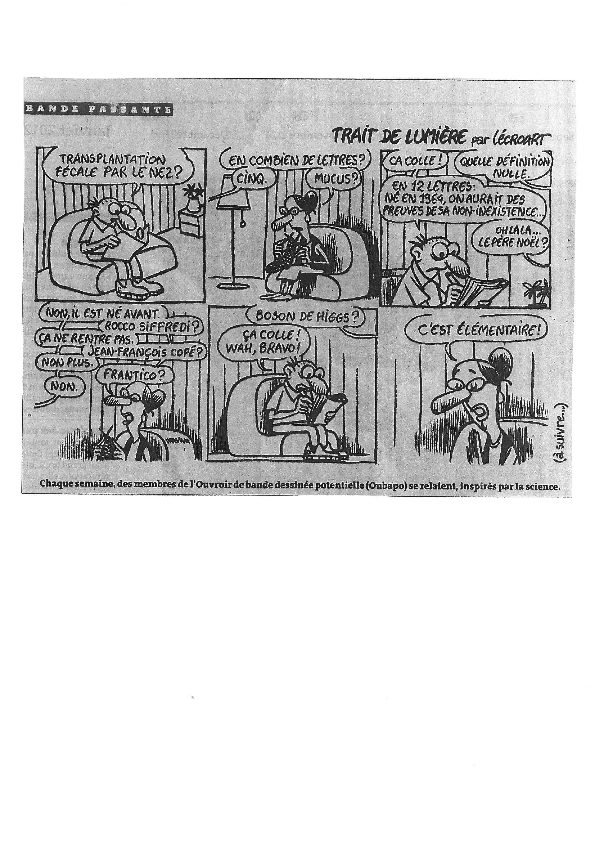 BANDE PASSANTE
TRAIT DE LUMIÈRE par LÉCROART
TRANSPLANTATION
FÉCALE PAR LE NEZ?
EN COMBIEN DE LETTRES?
CINQ.
MUCUS?
ÇA COLLE!
QUELLE DÉFINITION
NULLE.
EN 12 LETTRES:
NÉ EN 1964, ON AURAIT DES
PREUVES DE SA NON-INEXISTENCE...
OH LA LA...
LE PÈRE NOËL?
NON, IL EST NÉ AVANT.
ROCCO SIFFREDI?
ÇA NE RENTRE PAS.
JEAN-FRANÇOIS COPÉ?
NON PLUS.
FRANTICO?
NON.
BOSON DE HIGGS?
ÇA COLLE!
WAH, BRAVO!
C'EST ÉLÉMENTAIRE!
(à suivre...)
Chaque semaine, des membres de l'Ouvroir de bande dessinée potentielle (Oubapo) se relaient, inspirés par la science.